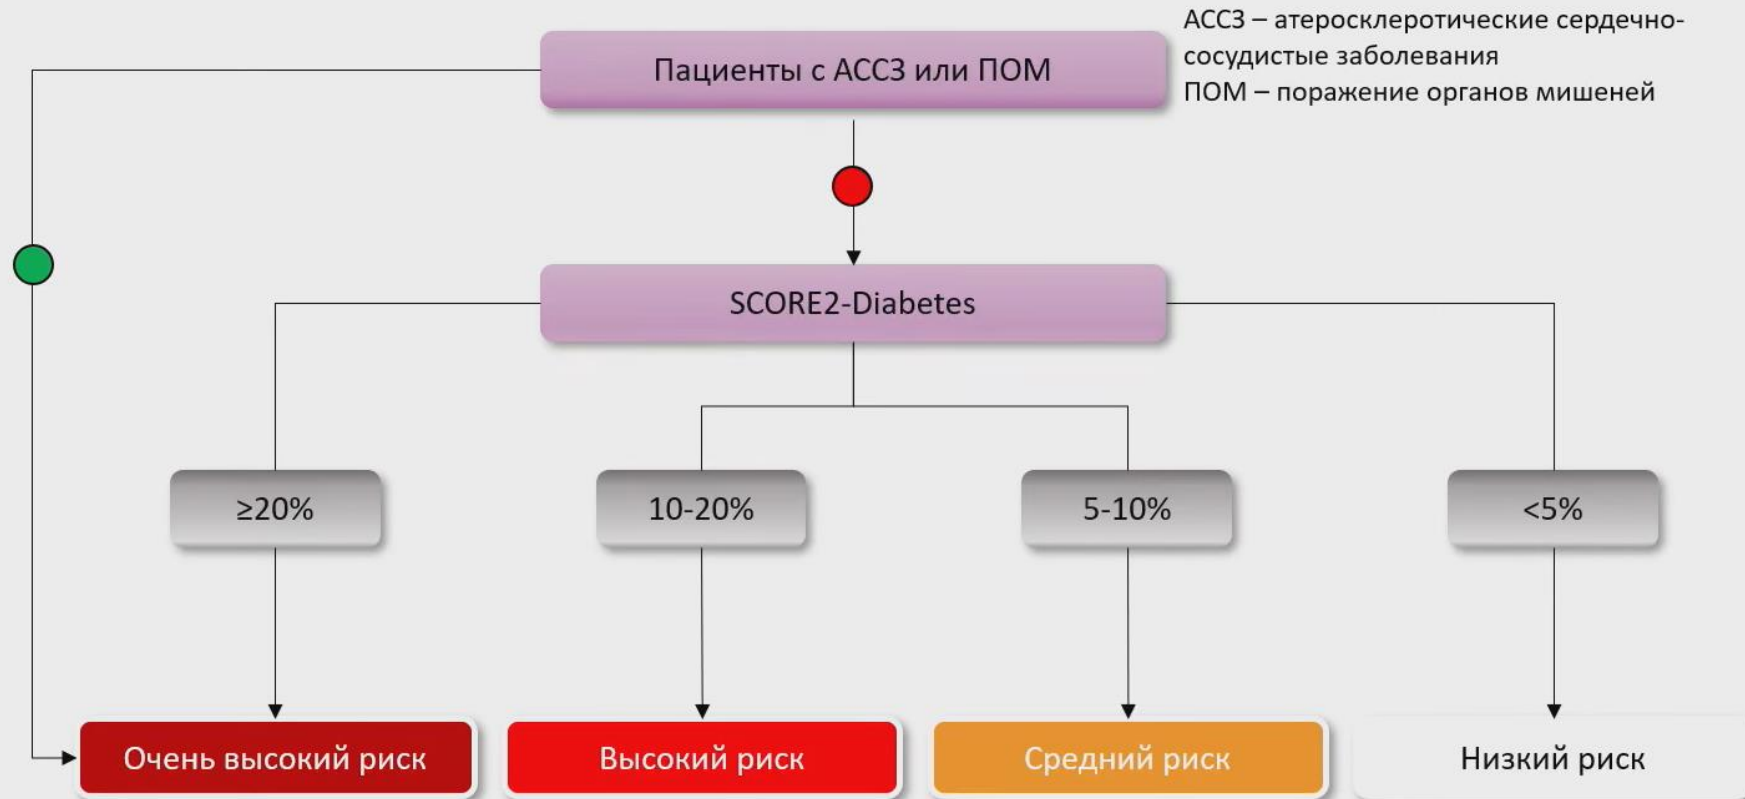 АССЗ – атеросклеротические сердечно-
сосудистые заболевания
ПОМ – поражение органов мишеней
Пациенты с АССЗ или ПОМ
SCORE2-Diabetes
≥20%
10-20%
5-10%
<5%
Очень высокий риск
Высокий риск
Средний риск
Низкий риск